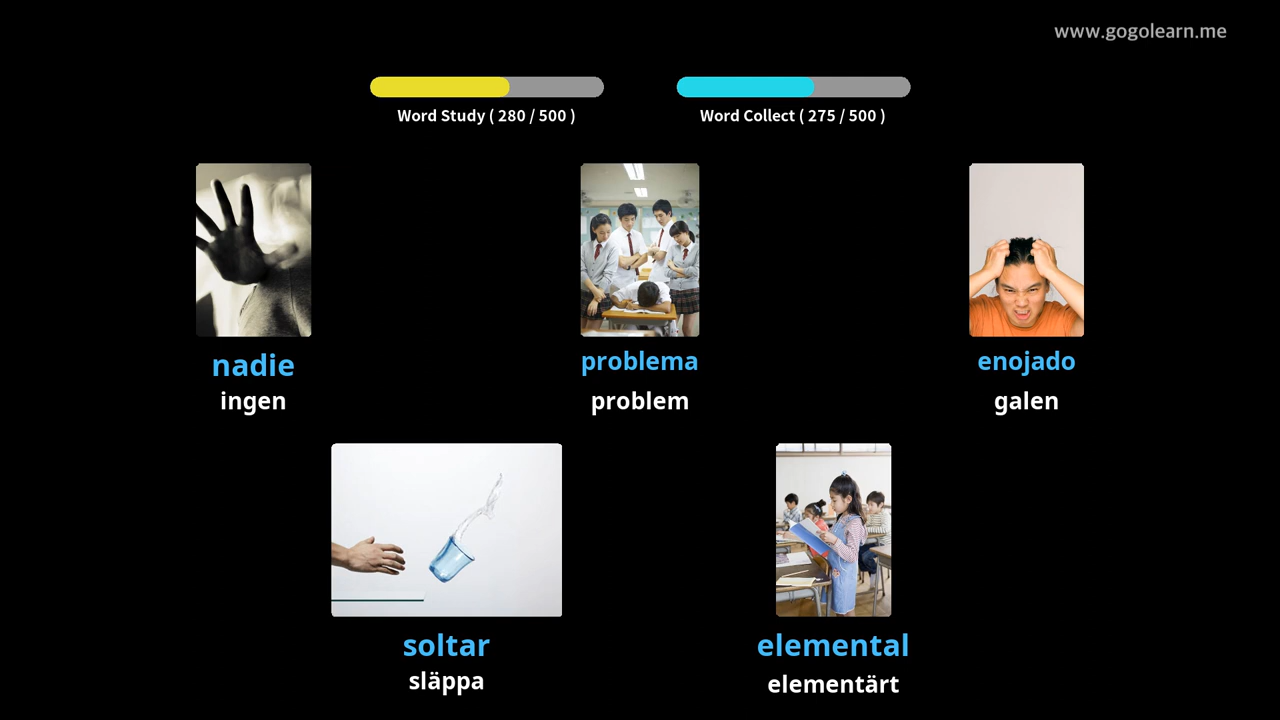 www.gogolearn.me
Word Study ( 280 / 500 )
Word Collect ( 275 / 500 )
nadie
ingen
problema
problem
enojado
galen
soltar
släppa
elemental
elementärt